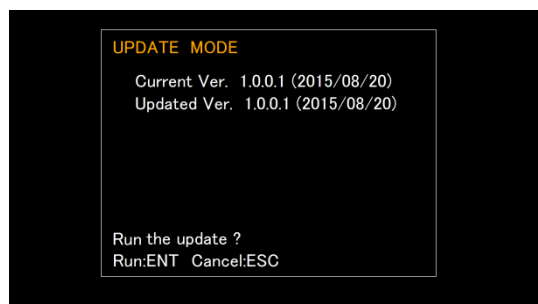 UPDATE MODE
Current Ver. 1.0.0.1 (2015/08/20)
Updated Ver. 1.0.0.1 (2015/08/20)
Run the update ?
Run:ENT Cancel:ESC